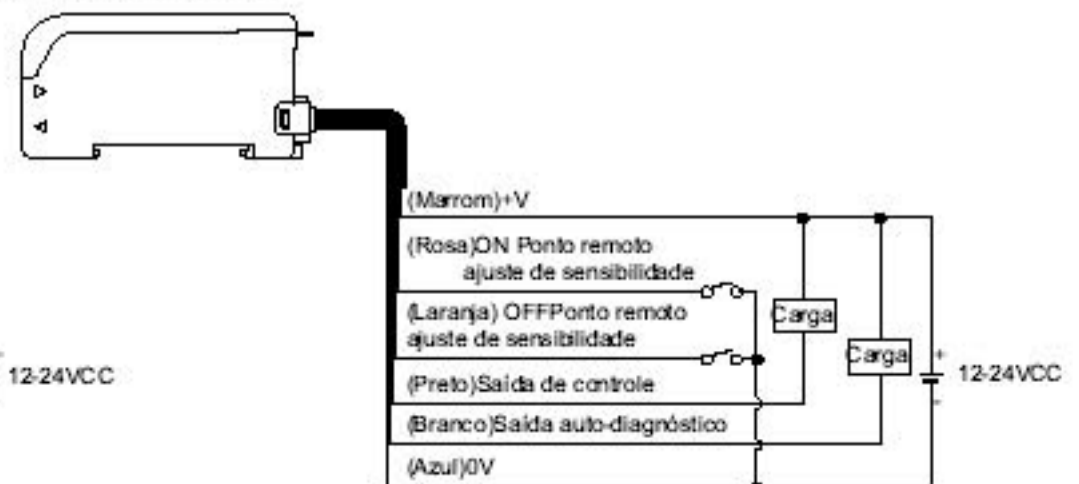 (Marrom)+V
(Rosa)ON Ponto remoto
ajuste de sensibilidade
(Laranja) OFFPonto remoto
ajuste de sensibilidade
Carga
Carga
+
12-24VCC
12-24VCC
-
(Preto)Saída de controle
(Branco)Saída auto-diagnóstico
(Azul)0V